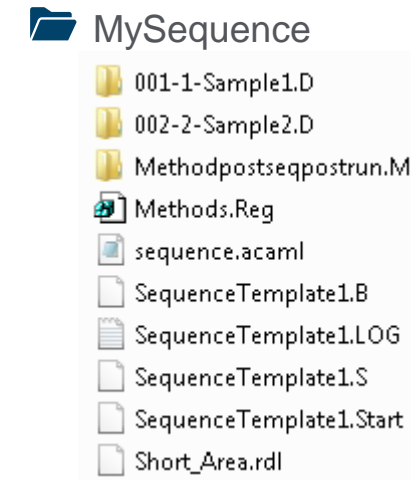 MySequence
001-1-Sample1.D
002-2-Sample2.D
Methodpostseqpostrun.M
Methods.Reg
sequence.acaml
SequenceTemplate1.B
SequenceTemplate1.LOG
SequenceTemplate1.S
SequenceTemplate1.Start
Short_Area.rdl